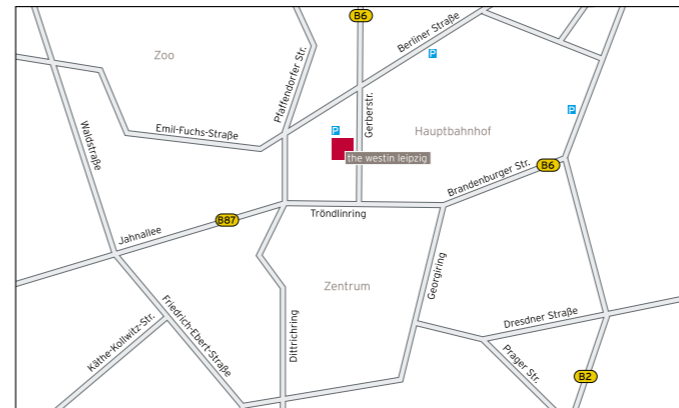 B6
Berliner Straße
Zoo
Pfaffendorfer Str.
P
P
Waldstraße
Emil-Fuchs-Straße
P
Gerberstr.
Hauptbahnhof
the westin leipzig
B6
Brandenburger Str.
B87
Tröndlinring
Jahnallee
Zentrum
Georgiring
Friedrich-Ebert-Straße
Dittrichring
Dresdner Straße
Käthe-Kollwitz-Str.
Prager Str.
B2